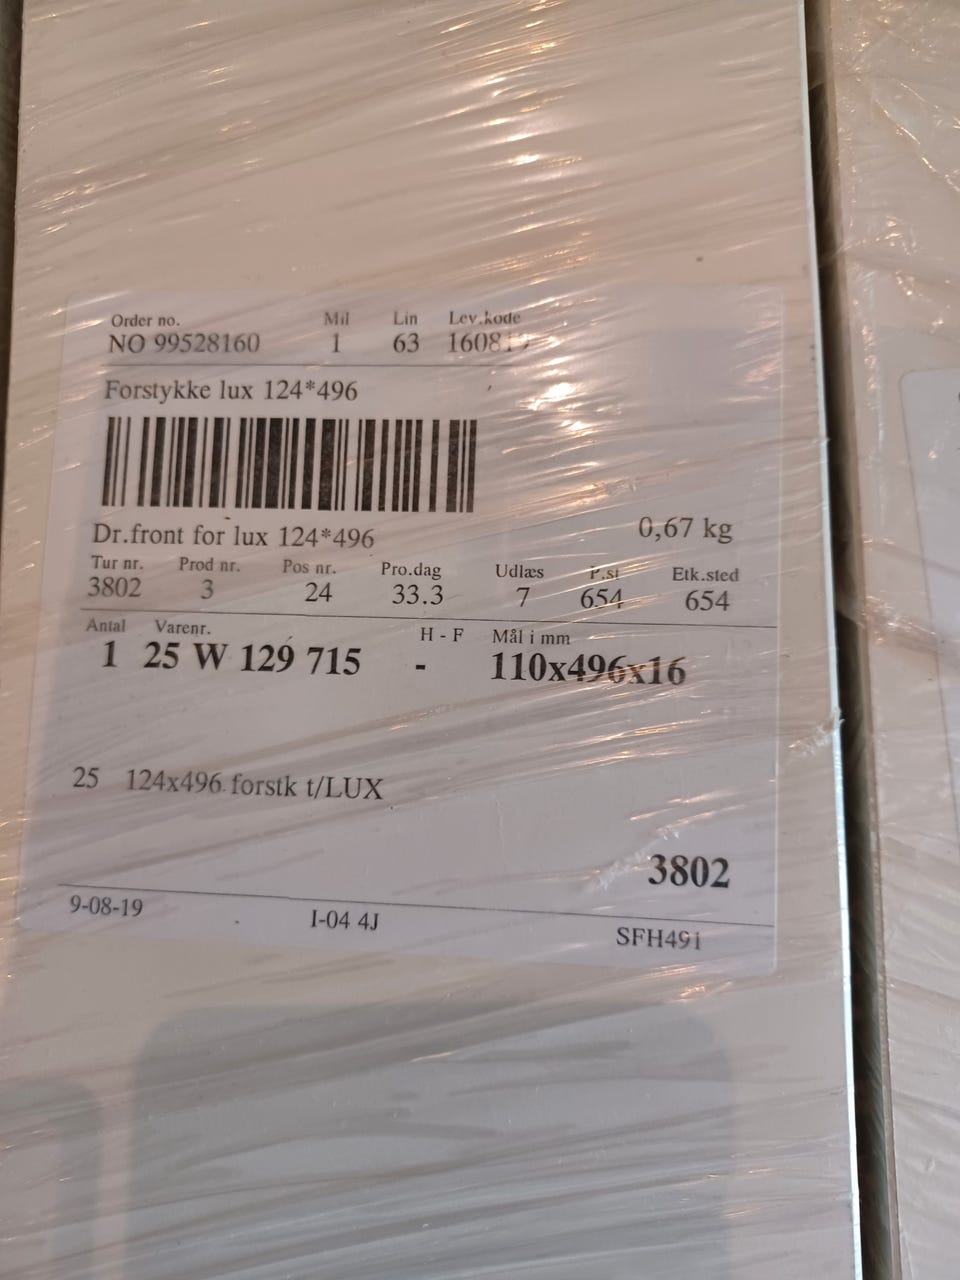 Order no. Mil Lin Lev.kode
NO 99528160 1 63
Forstykke lux 124*496
Dr.front for lux 124*496 0,67 kg
Tur nr. Prod nr. Pos nr. Pro.dag Udlæs P.st Etk.sted
3802 3 24 33.3 7 654 654
Antal Varenr. H - F Mål i mm
1 25 W 129 715 - 110x496x16
25 124x496 forstk t/LUX
3802
9-08-19 I-04 4J SFH491